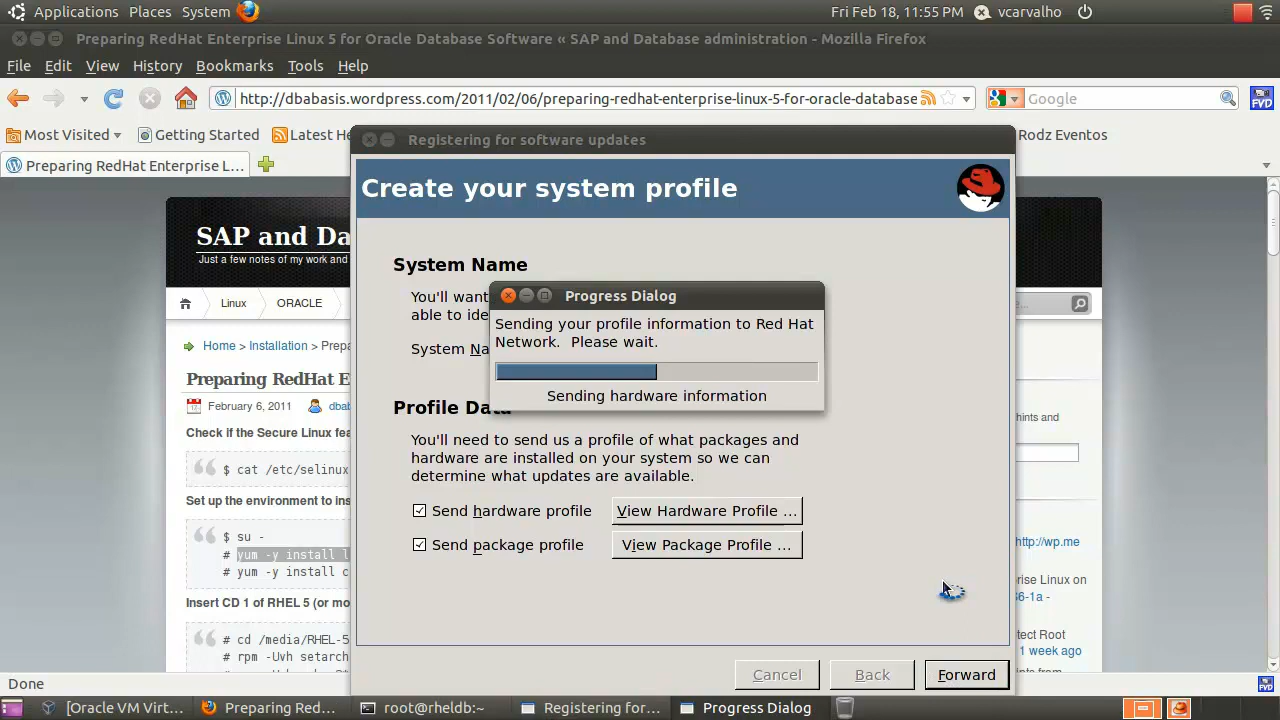 Applications Places System
Fri Feb 18, 11:55 PM vcarvalho
Preparing RedHat Enterprise Linux 5 for Oracle Database Software « SAP and Database administration - Mozilla Firefox
File Edit View History Bookmarks Tools Help
http://dbabasis.wordpress.com/2011/02/06/preparing-redhat-enterprise-linux-5-for-oracle-database
Google
FVD
Most Visited Getting Started Latest He
Rodz Eventos
Preparing RedHat Enterprise L...
Registering for software updates
Create your system profile
SAP and Da
Just a few notes of my work and
Linux ORACLE
System Name
You'll want
able to ide
System Na
Progress Dialog
Sending your profile information to Red Hat
Network. Please wait.
Sending hardware information
Profile Data
You'll need to send us a profile of what packages and
hardware are installed on your system so we can
determine what updates are available.
Send hardware profile View Hardware Profile ...
Send package profile View Package Profile ...
Cancel Back Forward
Home > Installation > Prepa
Preparing RedHat E
February 6, 2011 dbab
Check if the Secure Linux fea
$ cat /etc/selinux
Set up the environment to ins
$ su -
# yum -y install l
# yum -y install c
Insert CD 1 of RHEL 5 (or mo
# cd /media/RHEL-5
# rpm -Uvh setarch
hints and
http://wp.me
rise Linux on
86-1a -
tect Root
1 week ago
Done
FVD
[Oracle VM Virt... Preparing Red... root@rheldb:~ Registering for... Progress Dialog